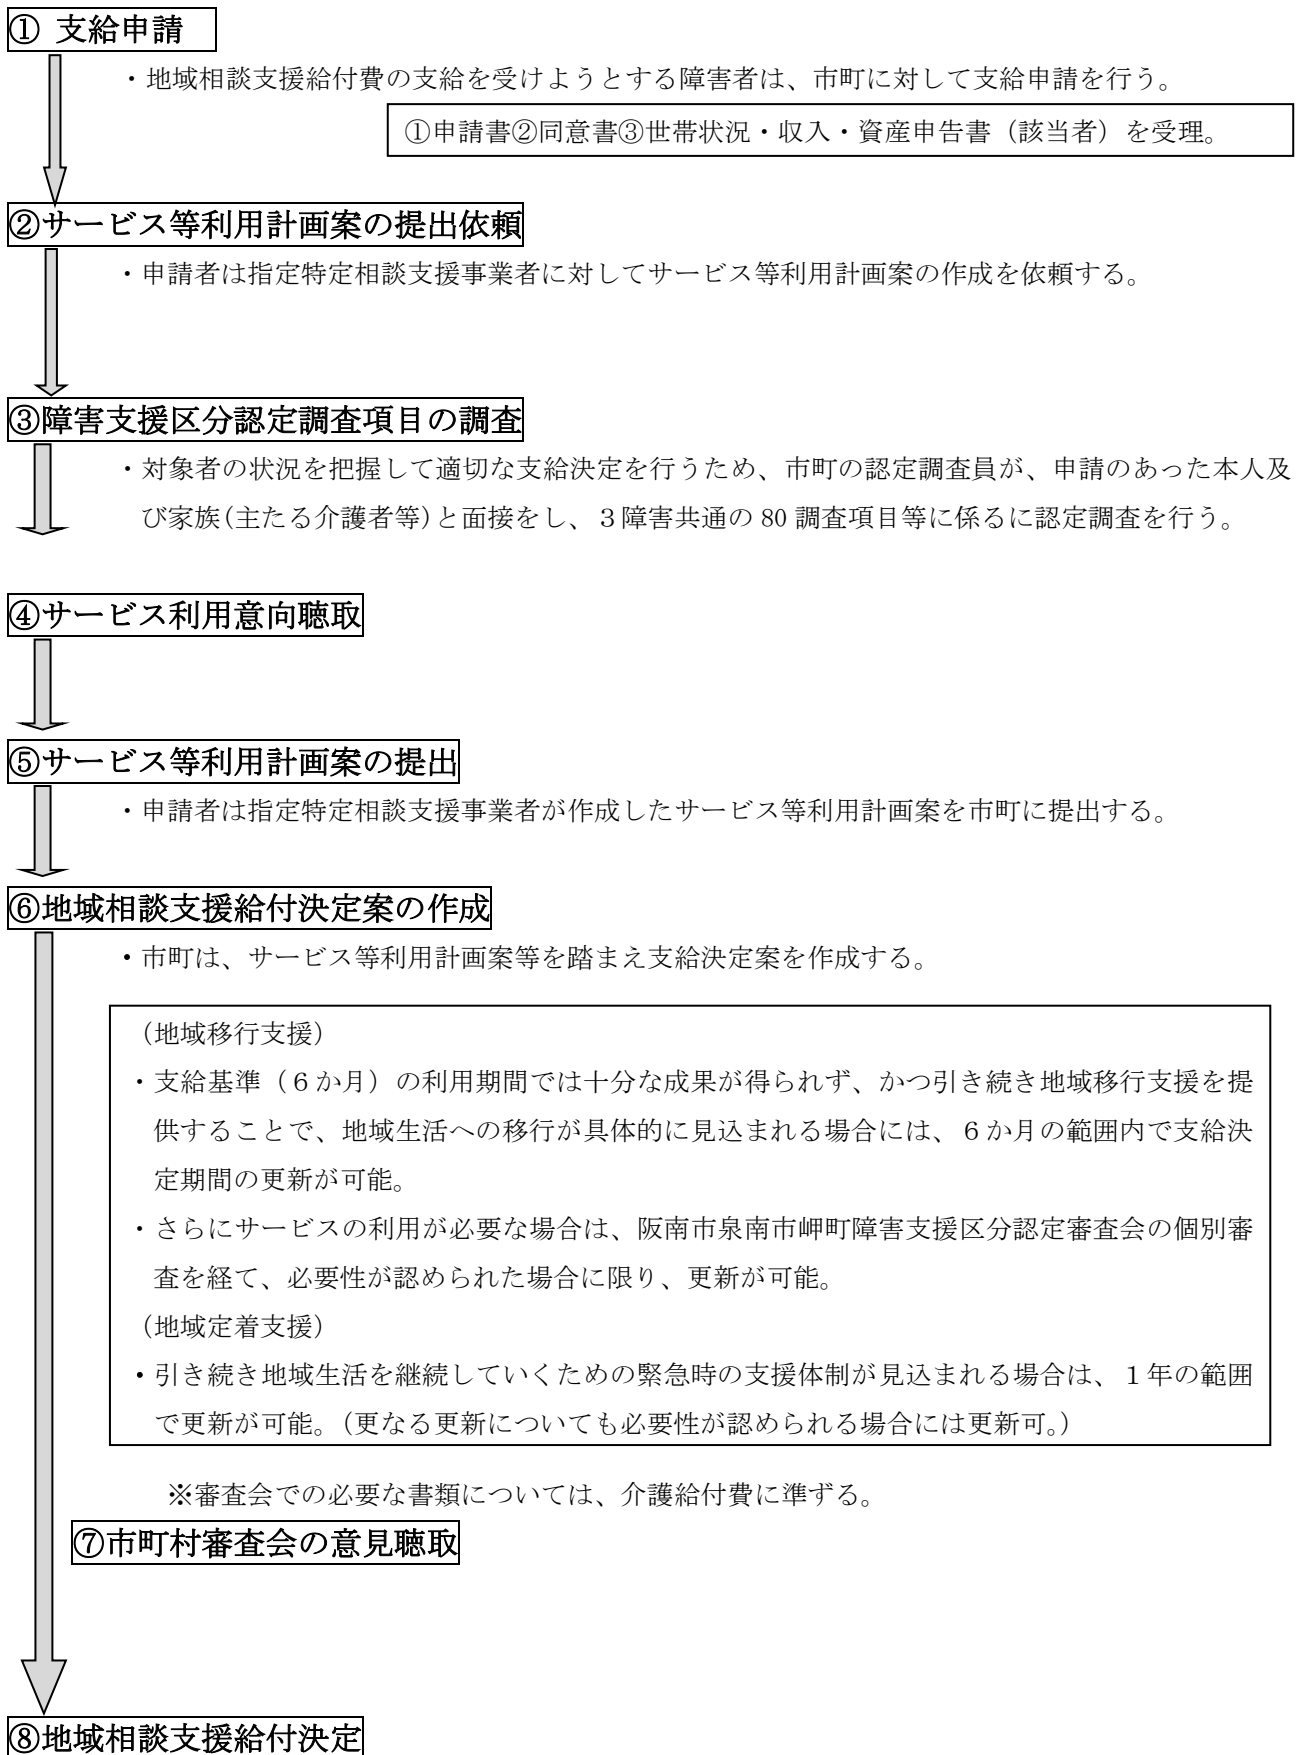 ① 支給申請
・地域相談支援給付費の支給を受けようとする障害者は、市町に対して支給申請を行う。
①申請書②同意書③世帯状況・収入・資産申告書（該当者）を受理。
②サービス等利用計画案の提出依頼
・申請者は指定特定相談支援事業者に対してサービス等利用計画案の作成を依頼する。
③障害支援区分認定調査項目の調査
・対象者の状況を把握して適切な支給決定を行うため、市町の認定調査員が、申請のあった本人及
び家族(主たる介護者等)と面接をし、３障害共通の 80 調査項目等に係るに認定調査を行う。
④サービス利用意向聴取
⑤サービス等利用計画案の提出
・申請者は指定特定相談支援事業者が作成したサービス等利用計画案を市町に提出する。
⑥地域相談支援給付決定案の作成
・市町は、サービス等利用計画案等を踏まえ支給決定案を作成する。
（地域移行支援）
・支給基準（６か月）の利用期間では十分な成果が得られず、かつ引き続き地域移行支援を提
供することで、地域生活への移行が具体的に見込まれる場合には、６か月の範囲内で支給決
定期間の更新が可能。
・さらにサービスの利用が必要な場合は、阪南市泉南市岬町障害支援区分認定審査会の個別審
査を経て、必要性が認められた場合に限り、更新が可能。
（地域定着支援）
・引き続き地域生活を継続していくための緊急時の支援体制が見込まれる場合は、１年の範囲
で更新が可能。（更なる更新についても必要性が認められる場合には更新可。）
※審査会での必要な書類については、介護給付費に準ずる。
⑦市町村審査会の意見聴取
⑧地域相談支援給付決定